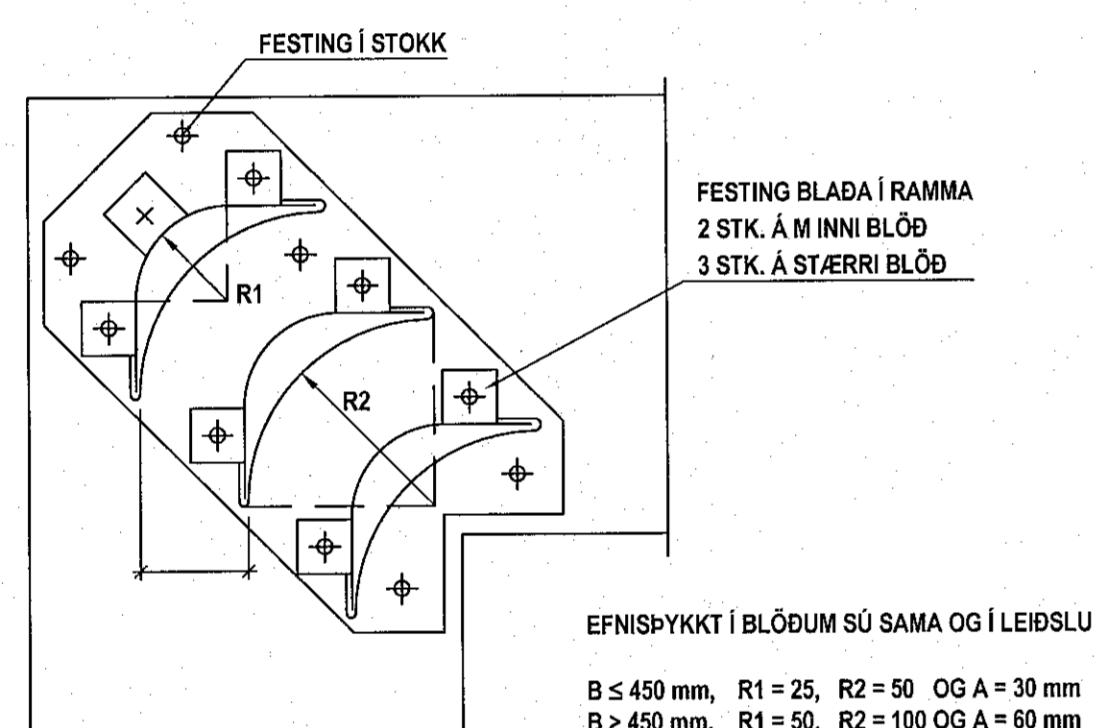 FESTING Í STOKK
FESTING BLAÐA Í RAMMA
2 STK. Á M INNI BLÖÐ
3 STK. Á STÆRRI BLÖÐ
R1
R2
EFNISÞYKKT Í BLÖÐUM SÚ SAMA OG Í LEIÐSLU
B ≤ 450 mm, R1 = 25, R2 = 50 OG A = 30 mm
B > 450 mm, R1 = 50, R2 = 100 OG A = 60 mm